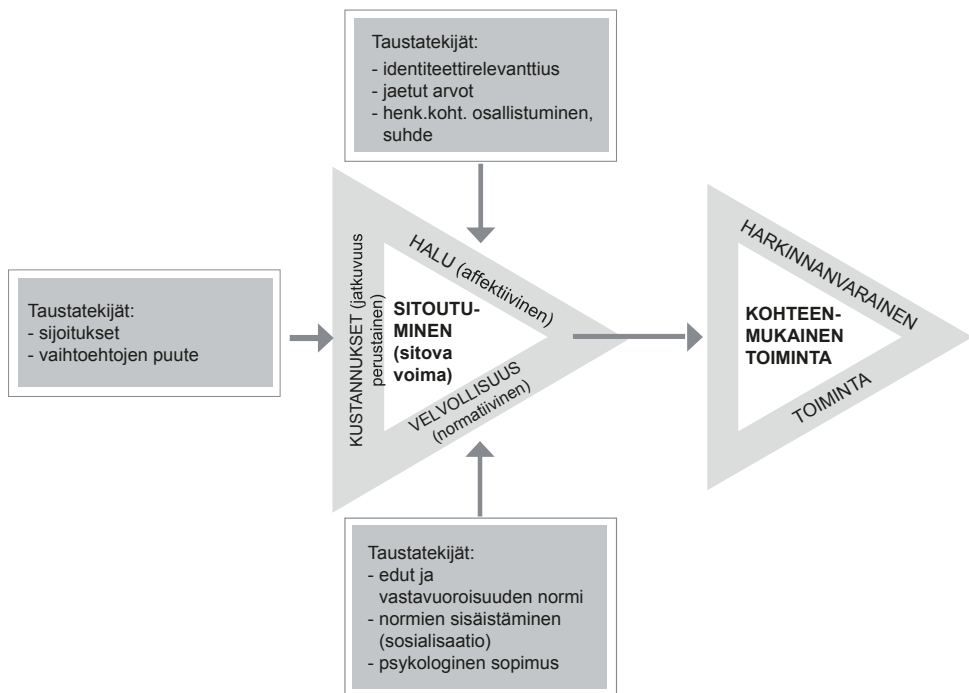 Taustatekijät:
- identiteettirelevanttius
- jaetut arvot
- henk.koht. osallistuminen,
suhde
Taustatekijät:
- sijoitukset
- vaihtoehtojen puute
KUSTANNUKSET (jatkuvuus
perustainen)
HALU (affektiivinen)
SITOUTU-
MINEN
(sitova
voima)
VELVOLLISUUS
(normatiivinen)
KOHTEEN-
MUKAINEN
TOIMINTA
HARKINNANVARAINEN
TOIMINTA
Taustatekijät:
- edut ja
vastavuoroisuuden normi
- normien sisäistäminen
(sosialisaatio)
- psykologinen sopimus